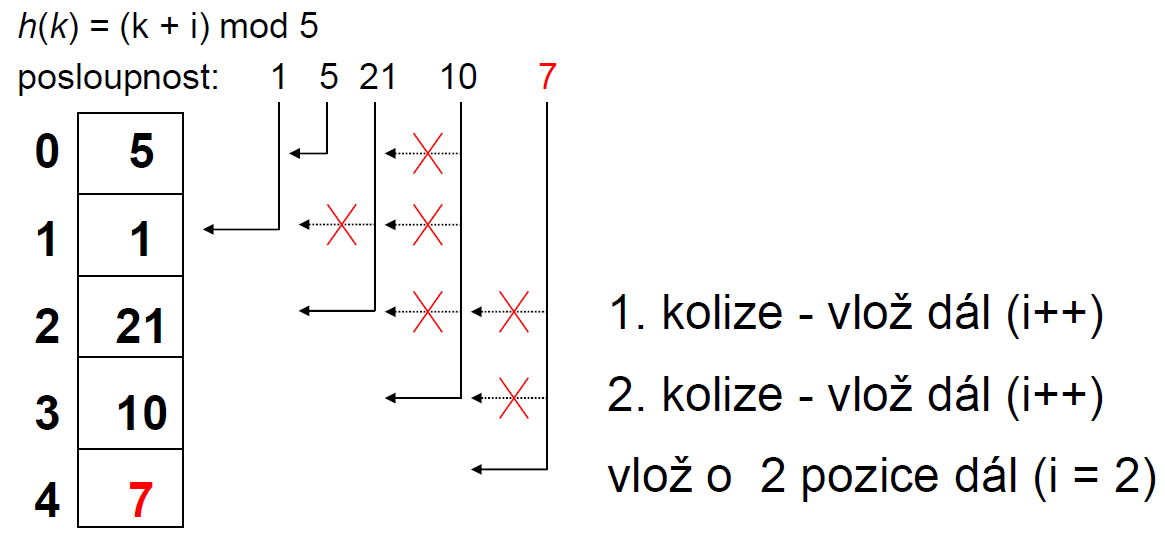 h(k) = (k + i) mod 5
posloupnost: 1 5 21 10 7
0 5
1 1
2 21
3 10
4 7
1. kolize - vlož dál (i++)
2. kolize - vlož dál (i++)
vlož o 2 pozice dál (i = 2)